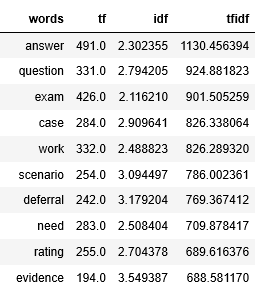 words tf idf tfidf
answer 491.0 2.302355 1130.456394
question 331.0 2.794205 924.881823
exam 426.0 2.116210 901.505259
case 284.0 2.909641 826.338064
work 332.0 2.488823 826.289320
scenario 254.0 3.094497 786.002361
deferral 242.0 3.179204 769.367412
need 283.0 2.508404 709.878417
rating 255.0 2.704378 689.616376
evidence 194.0 3.549387 688.581170